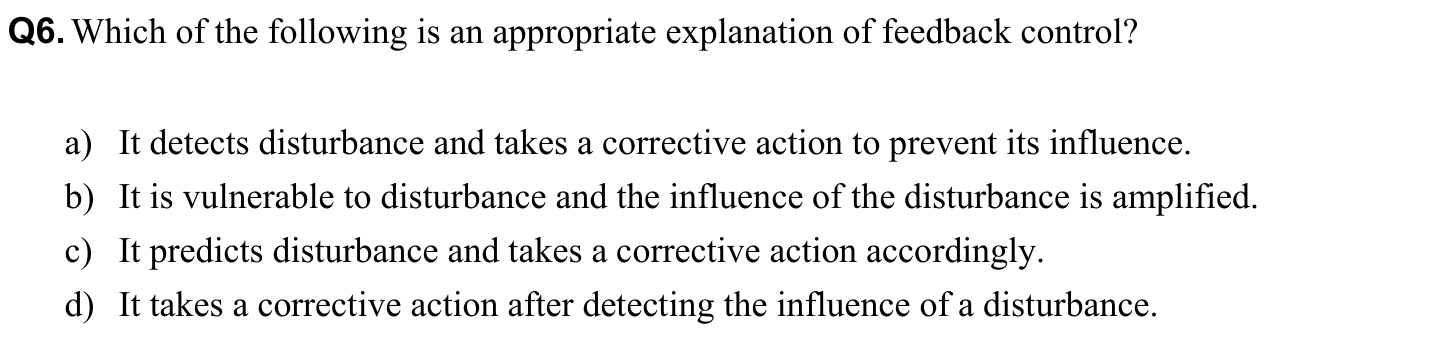 Q6. Which of the following is an appropriate explanation of feedback control?
a) It detects disturbance and takes a corrective action to prevent its influence.
b) It is vulnerable to disturbance and the influence of the disturbance is amplified.
c) It predicts disturbance and takes a corrective action accordingly.
d) It takes a corrective action after detecting the influence of a disturbance.